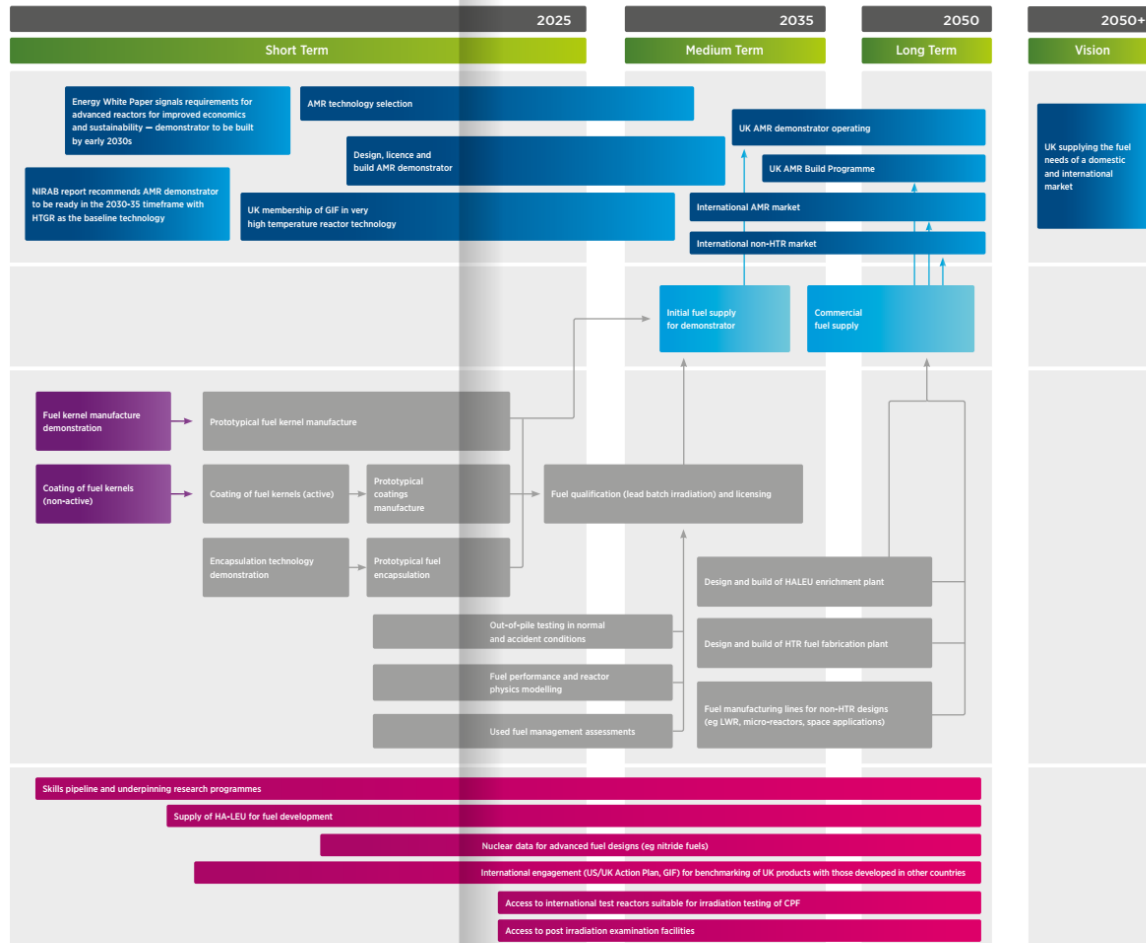 2025
2035
2050
2050+
Short Term
Medium Term
Long Term
Vision
Energy White Paper signals requirements for
advanced reactors for improved economics
and sustainability — demonstrator to be built
by early 2030s
AMR technology selection
UK AMR demonstrator operating
Design, licence and
build AMR demonstrator
UK AMR Build Programme
UK supplying the fuel
needs of a domestic
and international
market
NIRAB report recommends AMR demonstrator
to be ready in the 2030-35 timeframe with
HTGR as the baseline technology
UK membership of GIF in very
high temperature reactor technology
International AMR market
International non-HTR market
Initial fuel supply
for demonstrator
Commercial
fuel supply
Fuel kernel manufacture
demonstration
Prototypical fuel kernel manufacture
Coating of fuel kernels
(non-active)
Coating of fuel kernels (active)
Prototypical
coatings
manufacture
Fuel qualification (lead batch irradiation) and licensing
Encapsulation technology
demonstration
Prototypical fuel
encapsulation
Design and build of HALEU enrichment plant
Out-of-pile testing in normal
and accident conditions
Design and build of HTR fuel fabrication plant
Fuel performance and reactor
physics modelling
Fuel manufacturing lines for non-HTR designs
(eg LWR, micro-reactors, space applications)
Used fuel management assessments
Skills pipeline and underpinning research programmes
Supply of HA-LEU for fuel development
Nuclear data for advanced fuel designs (eg nitride fuels)
International engagement (US/UK Action Plan, GIF) for benchmarking of UK products with those developed in other countries
Access to international test reactors suitable for irradiation testing of CPF
Access to post irradiation examination facilities